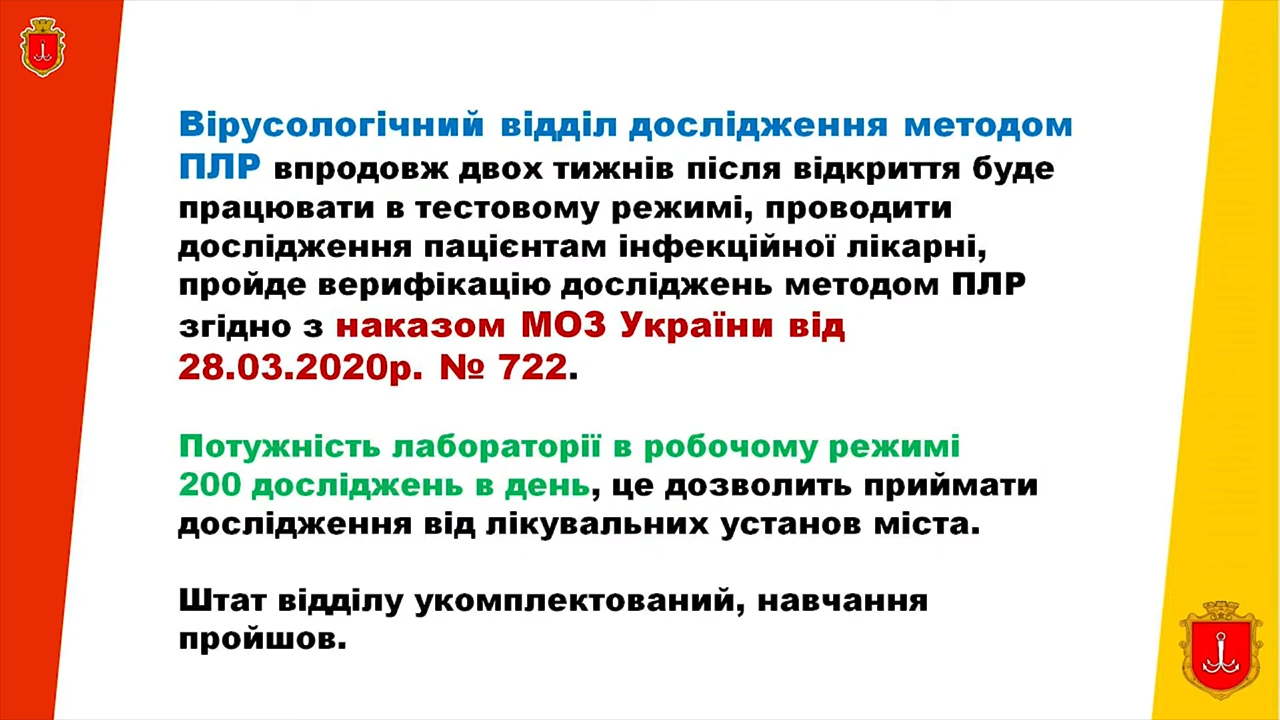 Вірусологічний відділ дослідження методом
ПЛР впродовж двох тижнів після відкриття буде
працювати в тестовому режимі, проводити
дослідження пацієнтам інфекційної лікарні,
пройде верифікацію досліджень методом ПЛР
згідно з наказом МОЗ України від
28.03.2020р. № 722.
Потужність лабораторії в робочому режимі
200 досліджень в день, це дозволить приймати
дослідження від лікувальних установ міста.
Штат відділу укомплектований, навчання
пройшов.